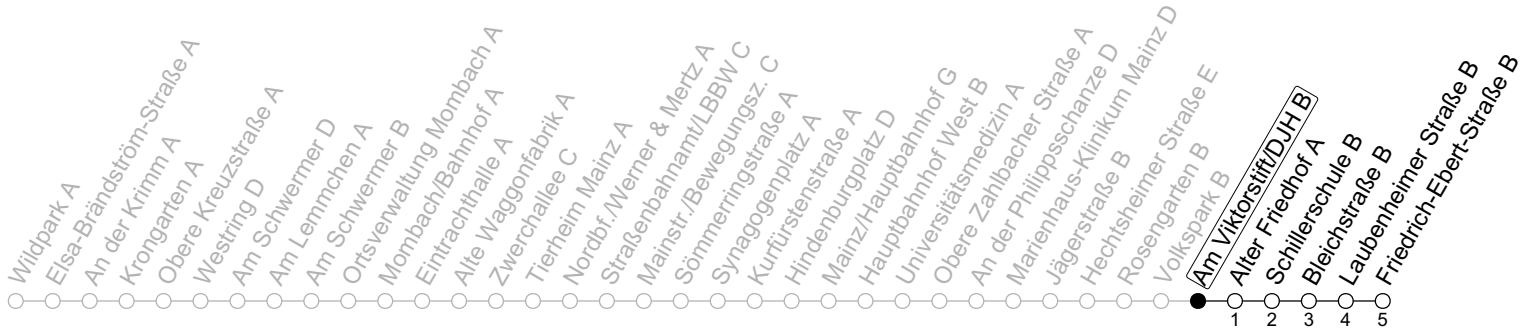 Wildpark A
Elsa-Brändström-Straße A
An der Krimm A
Krongarten A
Obere Kreuzstraße A
Westring D
Am Schwermer D
Am Lemmchen A
Am Schwermer B
Ortsverwaltung Mombach A
Mombach/Bahnhof A
Eintrachthalle A
Alte Waggonfabrik A
Zwerchallee C
Tierheim Mainz A
Nordbf./Werner & Mertz A
Straßenbahnamt/LBBW C
Mainstr./Bewegungsz. C
Sömmerringstraße A
Synagogenplatz A
Kurfürstenstraße A
Hindenburgplatz D
Mainz/Hauptbahnhof G
Hauptbahnhof West B
Universitätsmedizin A
Obere Zahlbacher Straße A
An der Philippsschanze D
Marienhaus-Klinikum Mainz D
Jägerstraße B
Hechtsheimer Straße E
Rosengarten B
Volkspark B
Am Viktorstift/DJH B
Alter Friedhof A
Schillerschule B
Bleichstraße B
Laubenheimer Straße B
Friedrich-Ebert-Straße B
1 2 3 4 5